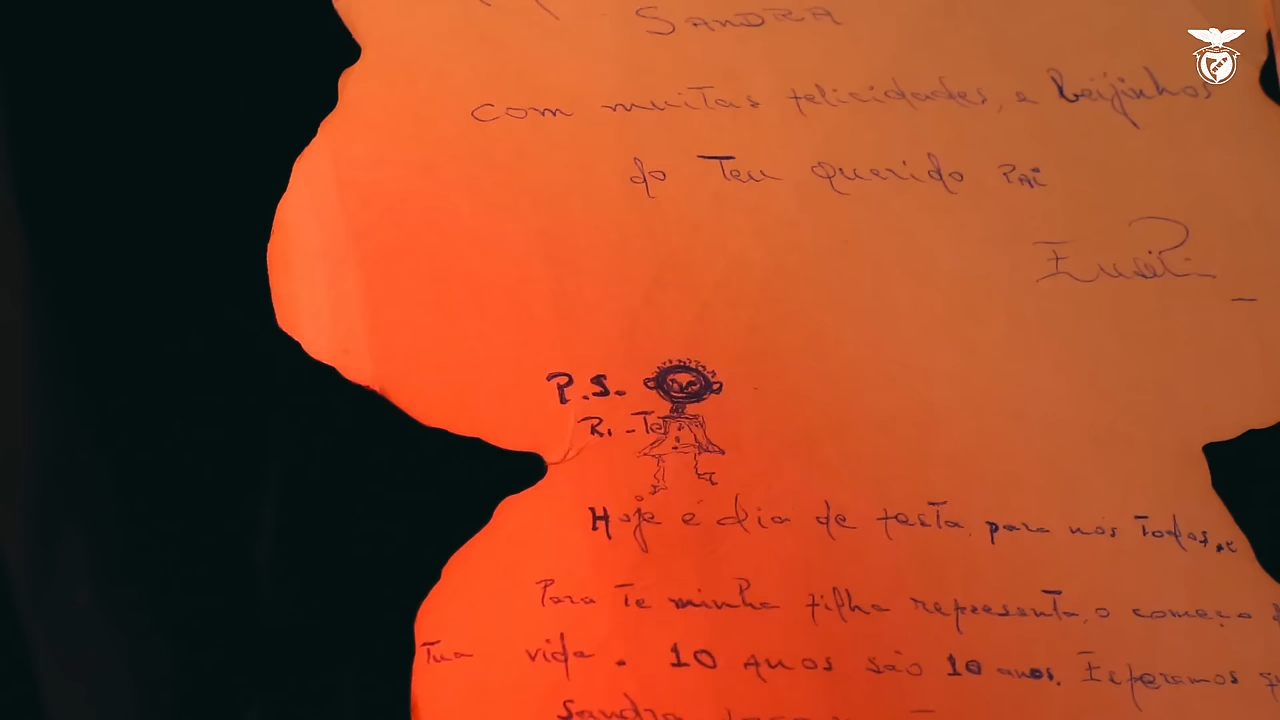 SANDRA
com muitas felicidades, e Beijinhos
do Teu querido PAI
P.S.
Hoje é dia de festa, para nós todos, e
Para Te minha filha representa, o começo
Tua vida. 10 anos são 10 anos. Esperamos
Sandra